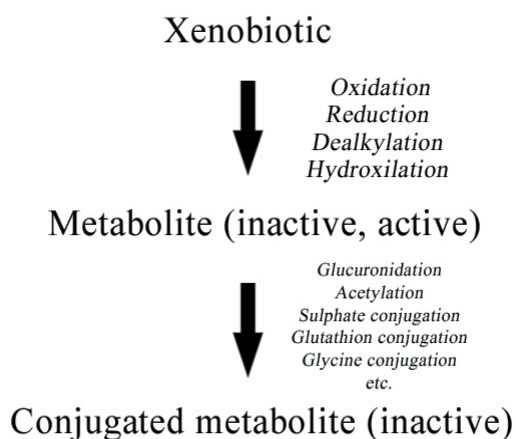 Xenobiotic
Oxidation
Reduction
Dealkylation
Hydroxilation
Metabolite (inactive, active)
Glucuronidation
Acetylation
Sulphate conjugation
Glutathion conjugation
Glycine conjugation
etc.
Conjugated metabolite (inactive)